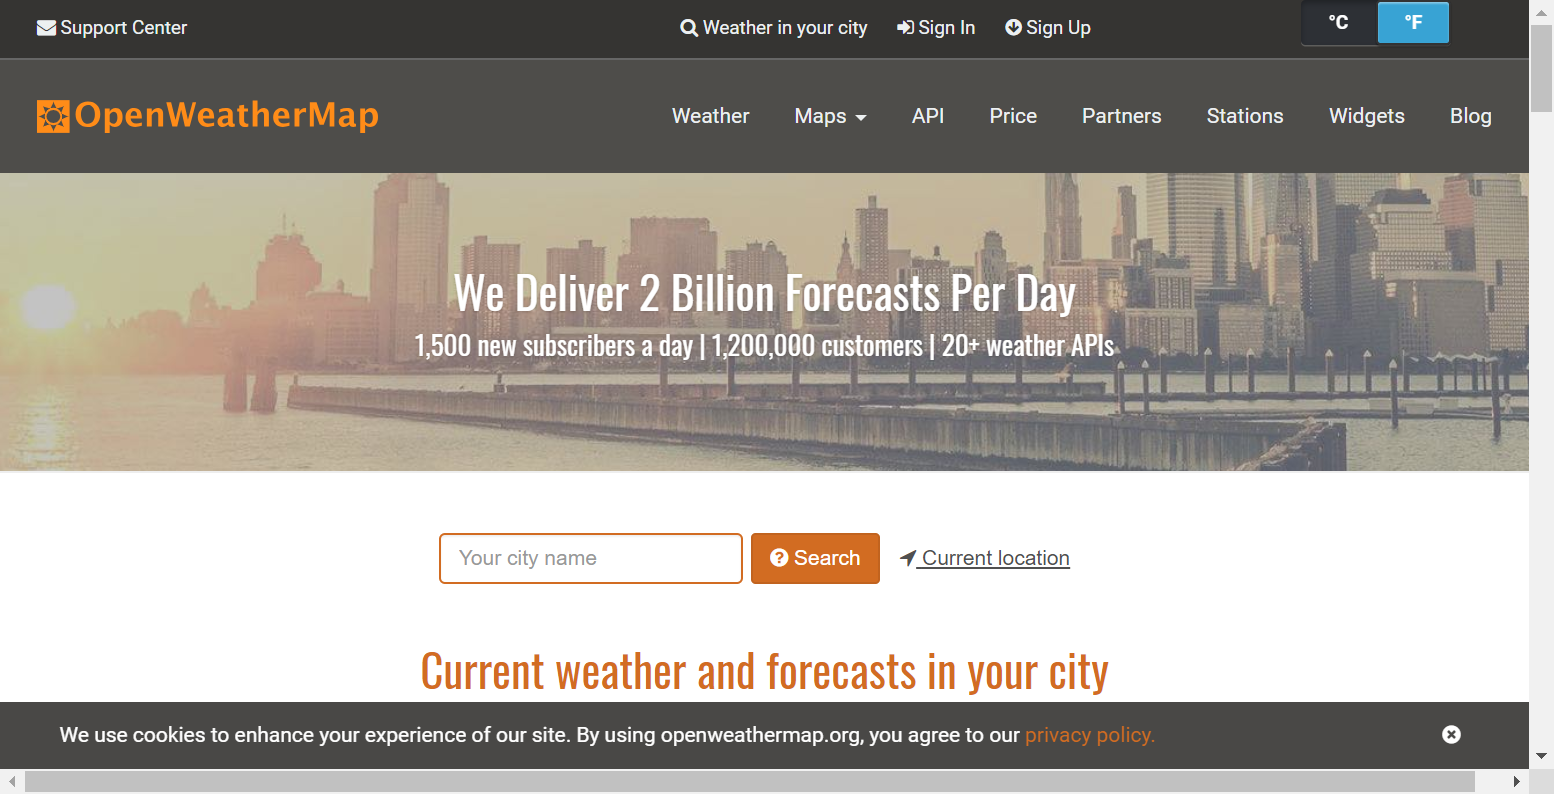 Support Center
Weather in your city
Sign In
Sign Up
°C
°F
OpenWeatherMap
Weather
Maps
API
Price
Partners
Stations
Widgets
Blog
We Deliver 2 Billion Forecasts Per Day
1,500 new subscribers a day | 1,200,000 customers | 20+ weather APIs
Your city name
Search
Current location
Current weather and forecasts in your city
We use cookies to enhance your experience of our site. By using openweathermap.org, you agree to our privacy policy.